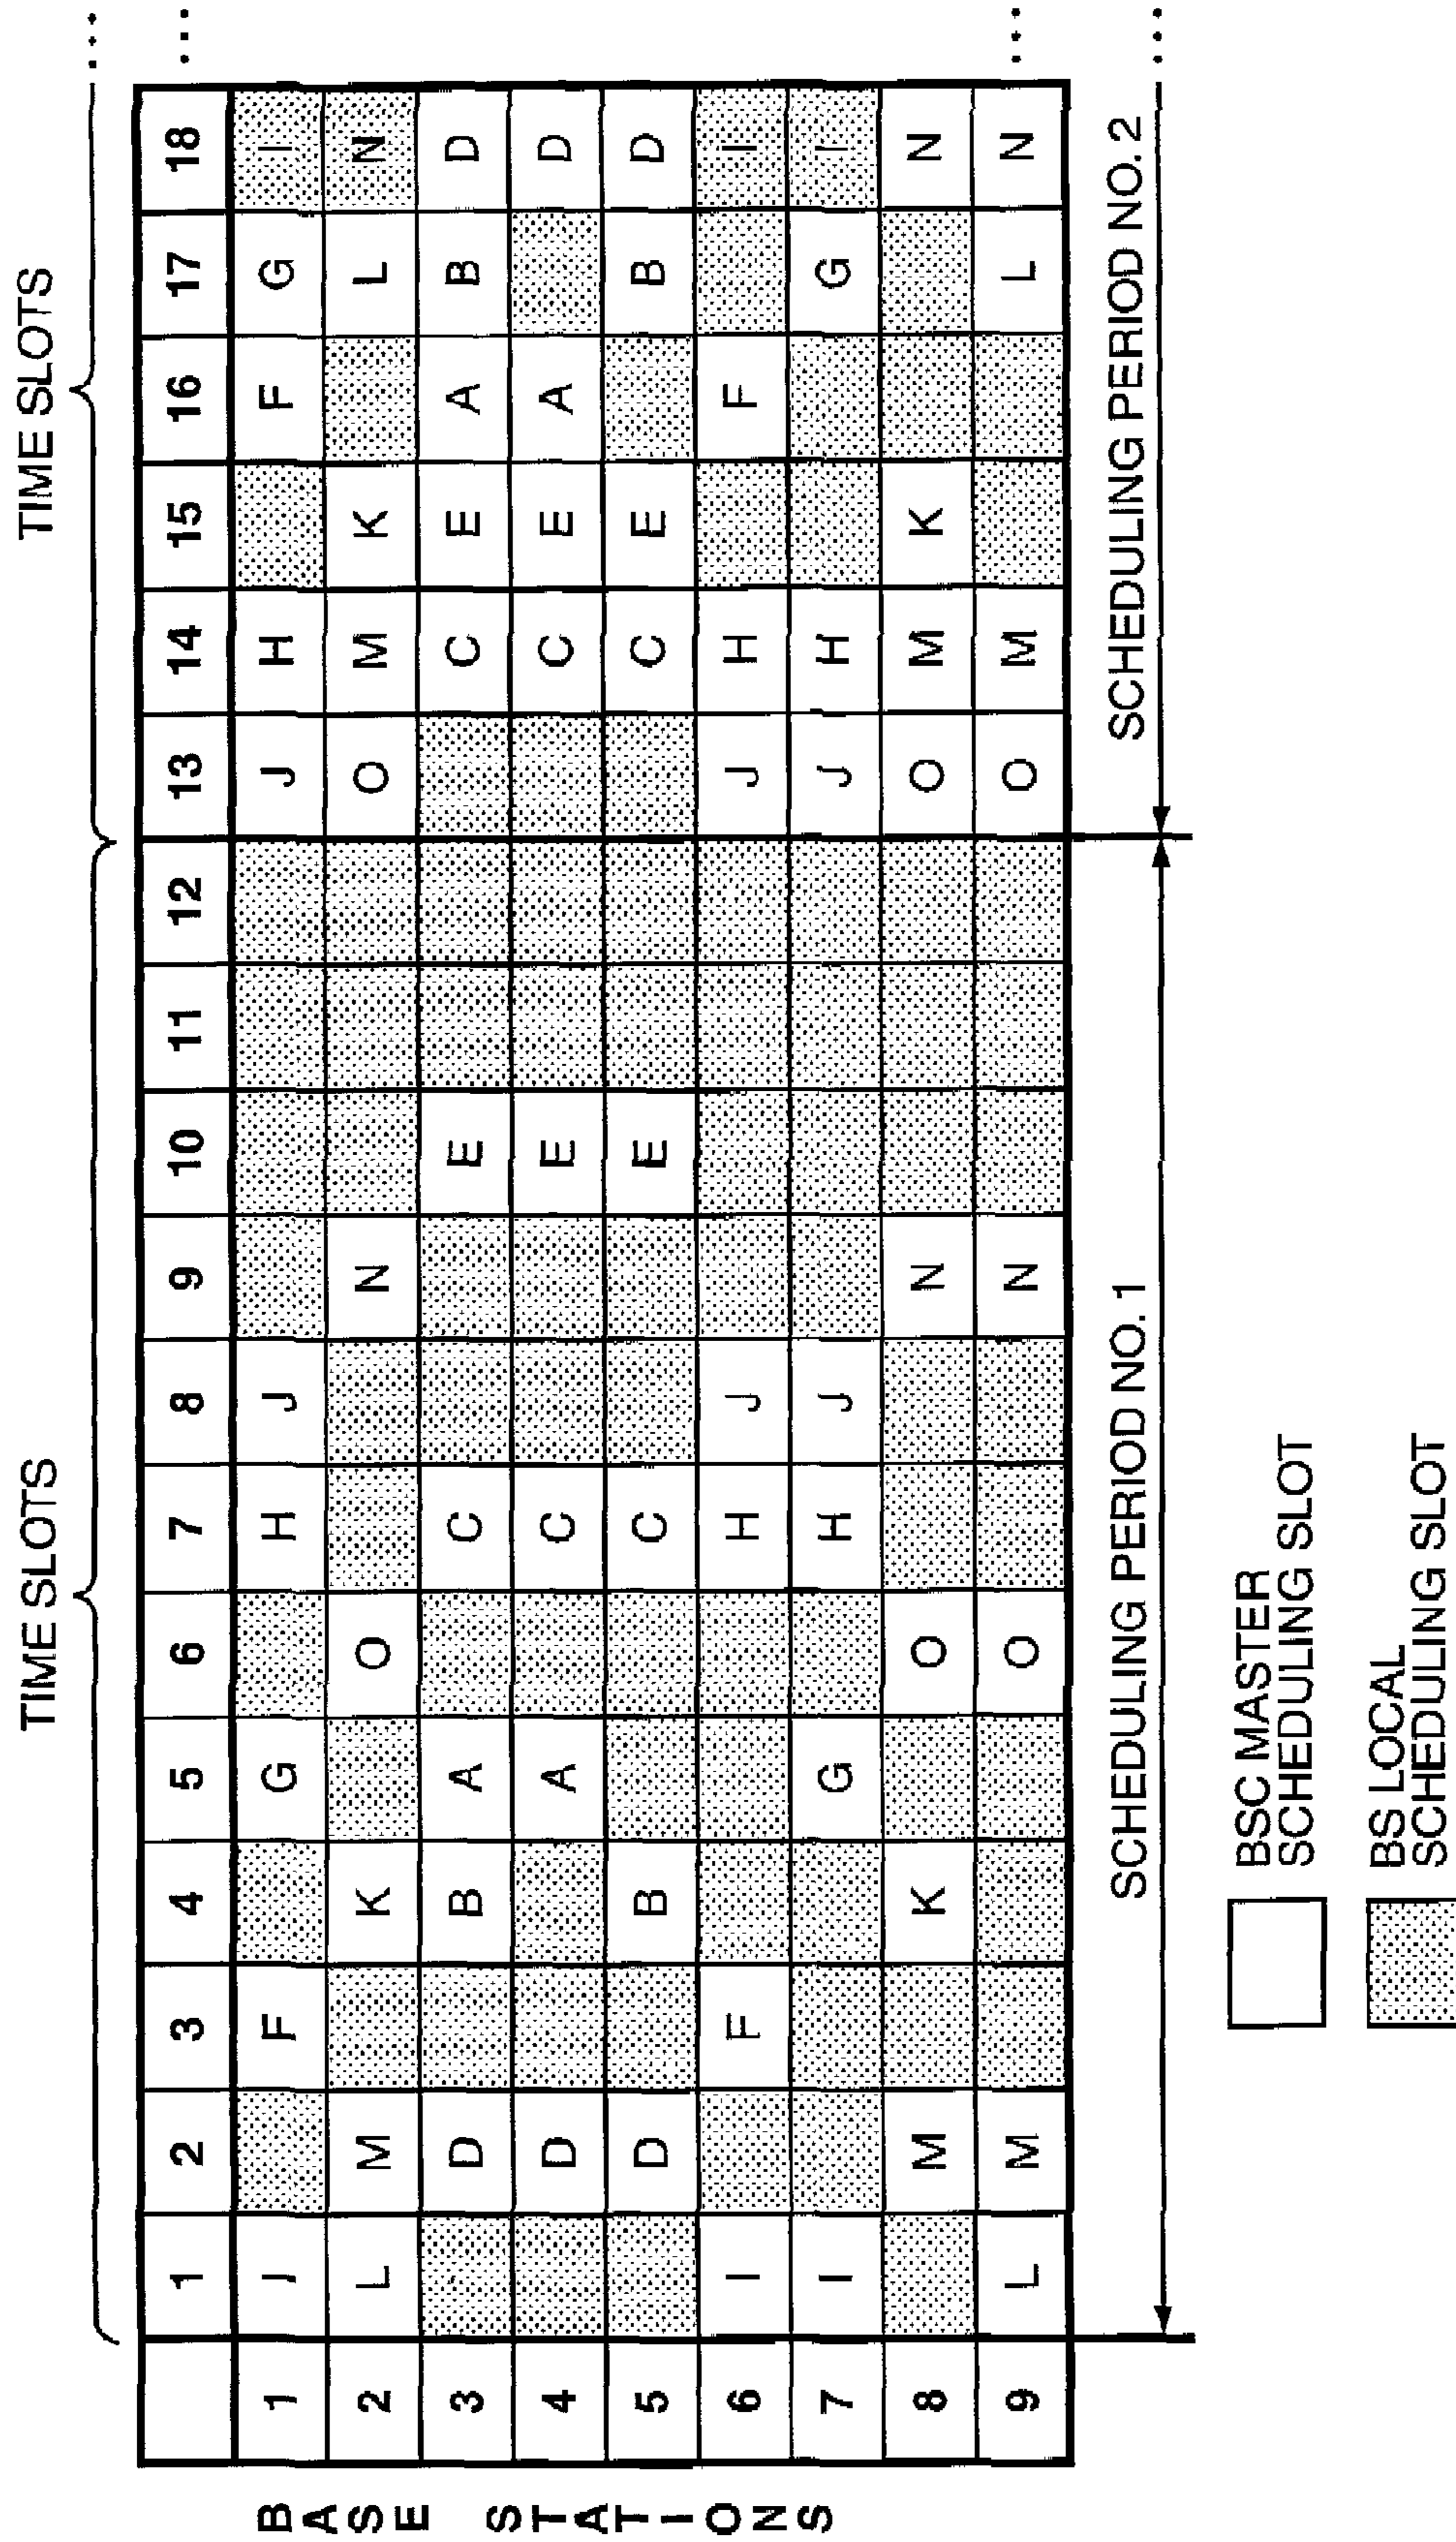 TIME SLOTS TIME SLOTS ...
1 2 3 4 5 6 7 8 9 10 11 12 13 14 15 16 17 18 ...
BASE STATIONS
1 I F G H J J H F G I
2 L M K O N O M K L N
3 D B A C E C E A B D
4 D A C E C E A D
5 D B C E C E B D
6 I F H J J H F I
7 I G H J J H G I
8 M K O N O M K N
9 L M O N O M L N ...
SCHEDULING PERIOD NO. 1 SCHEDULING PERIOD NO. 2 ...
BSC MASTER
SCHEDULING SLOT
BS LOCAL
SCHEDULING SLOT